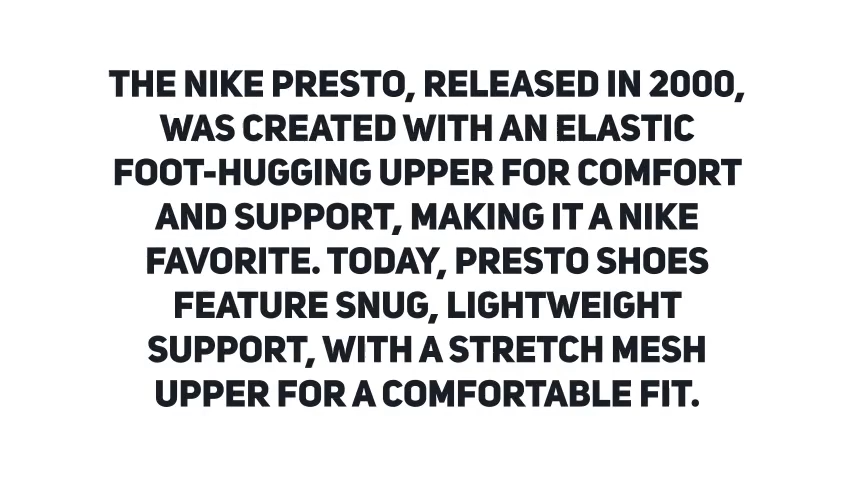 THE NIKE PRESTO, RELEASED IN 2000,
WAS CREATED WITH AN ELASTIC
FOOT-HUGGING UPPER FOR COMFORT
AND SUPPORT, MAKING IT A NIKE
FAVORITE. TODAY, PRESTO SHOES
FEATURE SNUG, LIGHTWEIGHT
SUPPORT, WITH A STRETCH MESH
UPPER FOR A COMFORTABLE FIT.